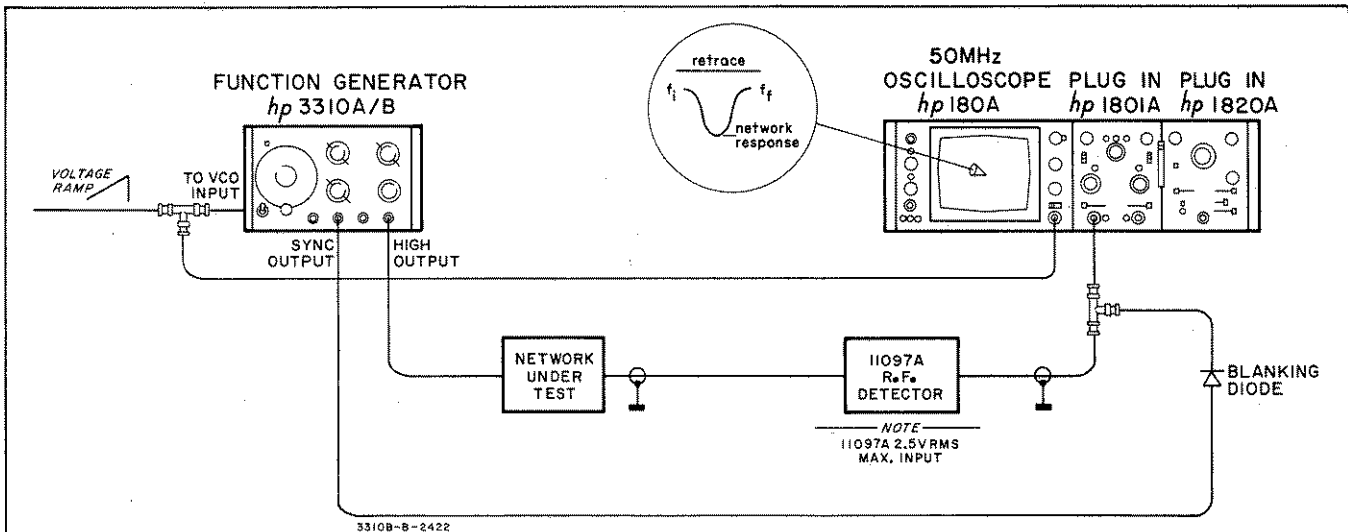 retrace
fi
ff
network
response
FUNCTION GENERATOR
hp 3310A/B
50MHz
OSCILLOSCOPE
hp 180A
PLUG IN
hp 1801A
PLUG IN
hp 1820A
VOLTAGE
RAMP
TO VCO
INPUT
SYNC
OUTPUT
HIGH
OUTPUT
NETWORK
UNDER
TEST
11097A
R.F.
DETECTOR
NOTE
11097A 2.5V RMS
MAX. INPUT
BLANKING
DIODE
3310B-B-2422